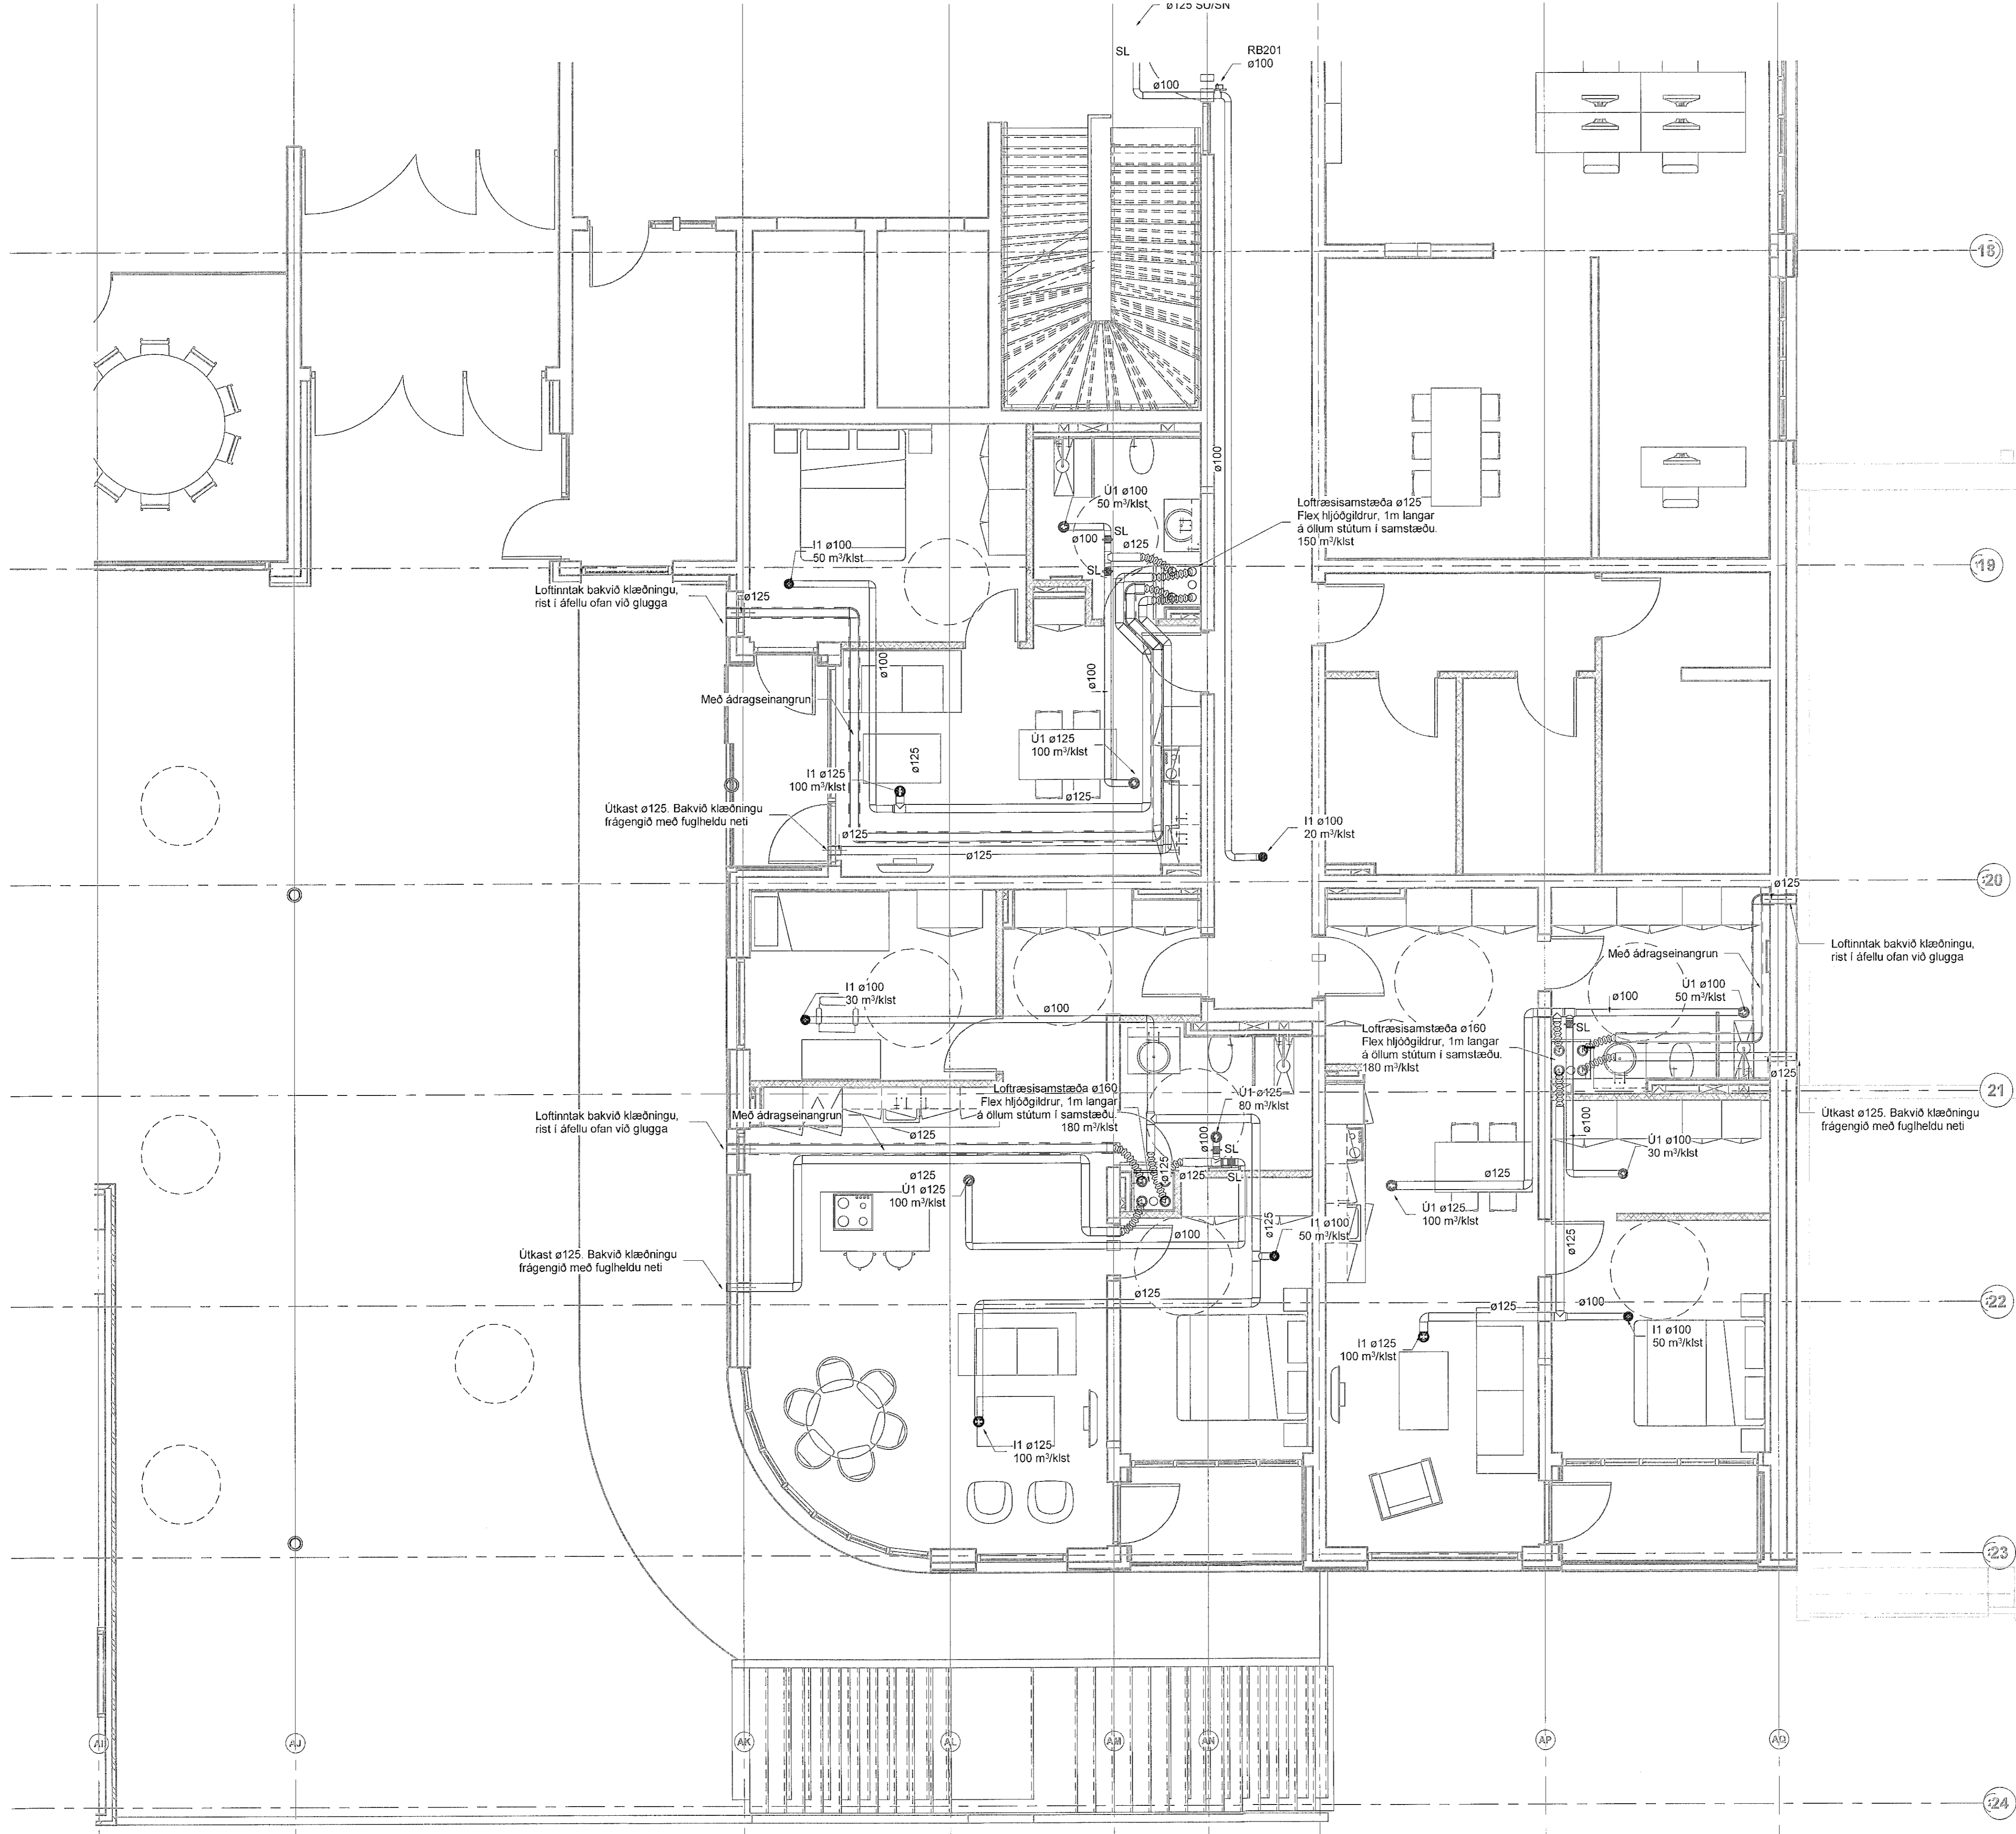 ø125 SU/SN
SL
RB201
ø100
ø100
18
ø100
Ú1 ø100
50 m³/klst
SL
ø100
ø125
SL
Loftræsisamstæða ø125
Flex hljóðgildrur, 1m langar
á öllum stútum í samstæðu.
150 m³/klst
I1 ø100
50 m³/klst
19
Loftinntak bakvið klæðningu,
rist í áfellu ofan við glugga
ø125
ø100
ø100
Með ádragseinangrun
Ú1 ø125
100 m³/klst
ø125
I1 ø125
100 m³/klst
ø125
Útkast ø125. Bakvið klæðningu
frágengið með fuglheldu neti
ø125
ø125
I1 ø100
20 m³/klst
20
ø125
Loftinntak bakvið klæðningu,
rist í áfellu ofan við glugga
Með ádragseinangrun
I1 ø100
30 m³/klst
ø100
ø100
Ú1 ø100
50 m³/klst
SL
Loftræsisamstæða ø160
Flex hljóðgildrur, 1m langar
á öllum stútum í samstæðu.
180 m³/klst
ø125
21
Loftræsisamstæða ø160
Flex hljóðgildrur, 1m langar
á öllum stútum í samstæðu.
180 m³/klst
Ú1 ø125
80 m³/klst
Loftinntak bakvið klæðningu,
rist í áfellu ofan við glugga
Með ádragseinangrun
ø125
Útkast ø125. Bakvið klæðningu
frágengið með fuglheldu neti
ø100
ø100
SL
Ú1 ø100
30 m³/klst
ø125
ø125
SL
ø125
ø125
Ú1 ø125
100 m³/klst
Ú1 ø125
100 m³/klst
I1 ø100
50 m³/klst
ø125
ø100
ø125
Útkast ø125. Bakvið klæðningu
frágengið með fuglheldu neti
ø125
ø125
ø100
22
I1 ø125
100 m³/klst
I1 ø100
50 m³/klst
I1 ø125
100 m³/klst
23
AI
AJ
AK
AL
AM
AN
AP
AQ
24